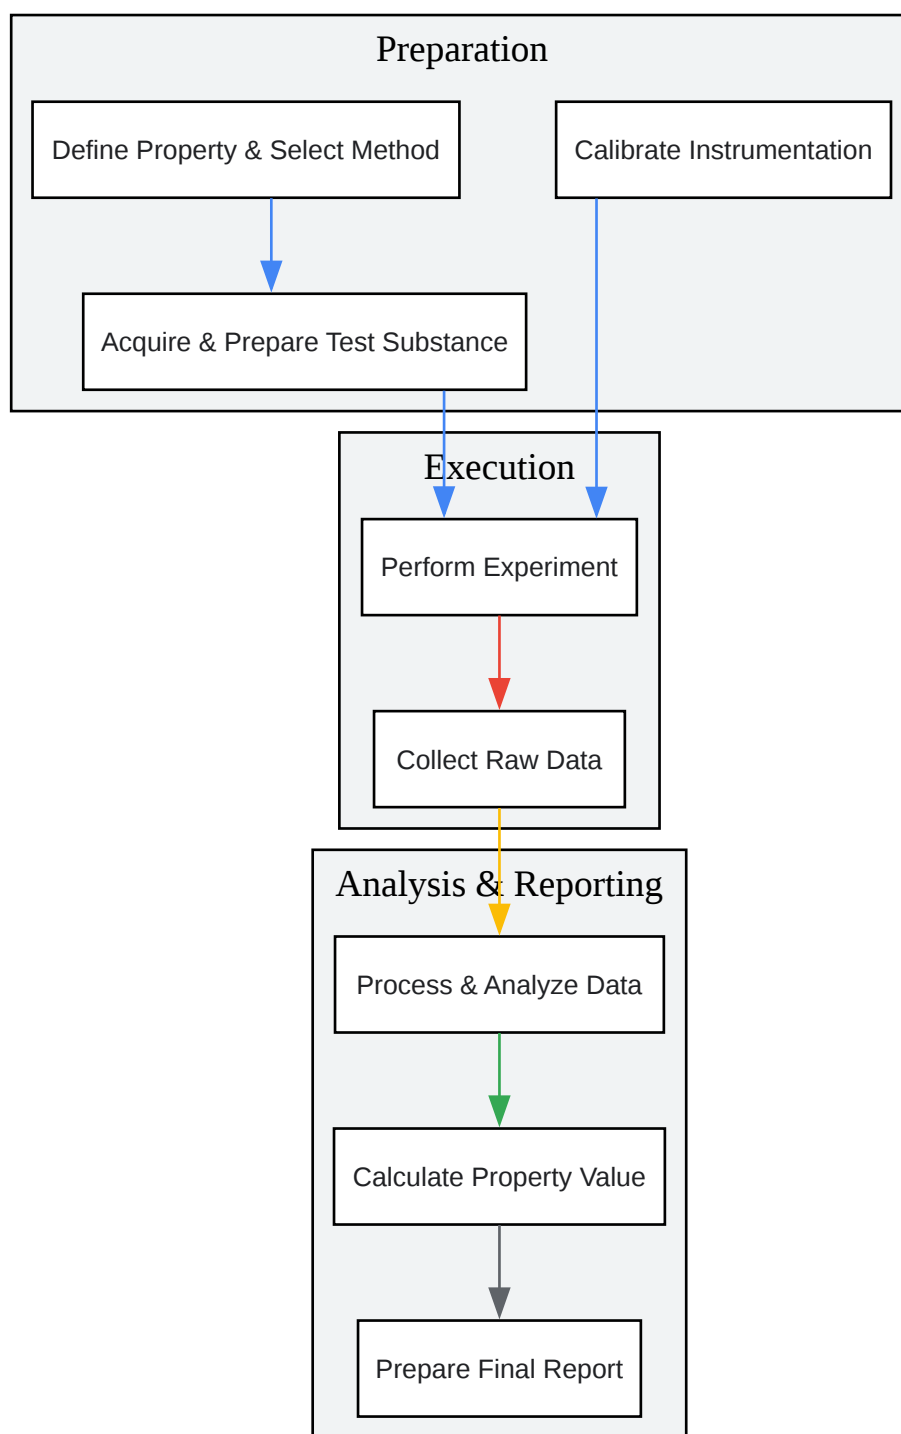 Preparation
Define Property & Select Method
Calibrate Instrumentation
Acquire & Prepare Test Substance
Execution
Perform Experiment
Collect Raw Data
Analysis & Reporting
Process & Analyze Data
Calculate Property Value
Prepare Final Report